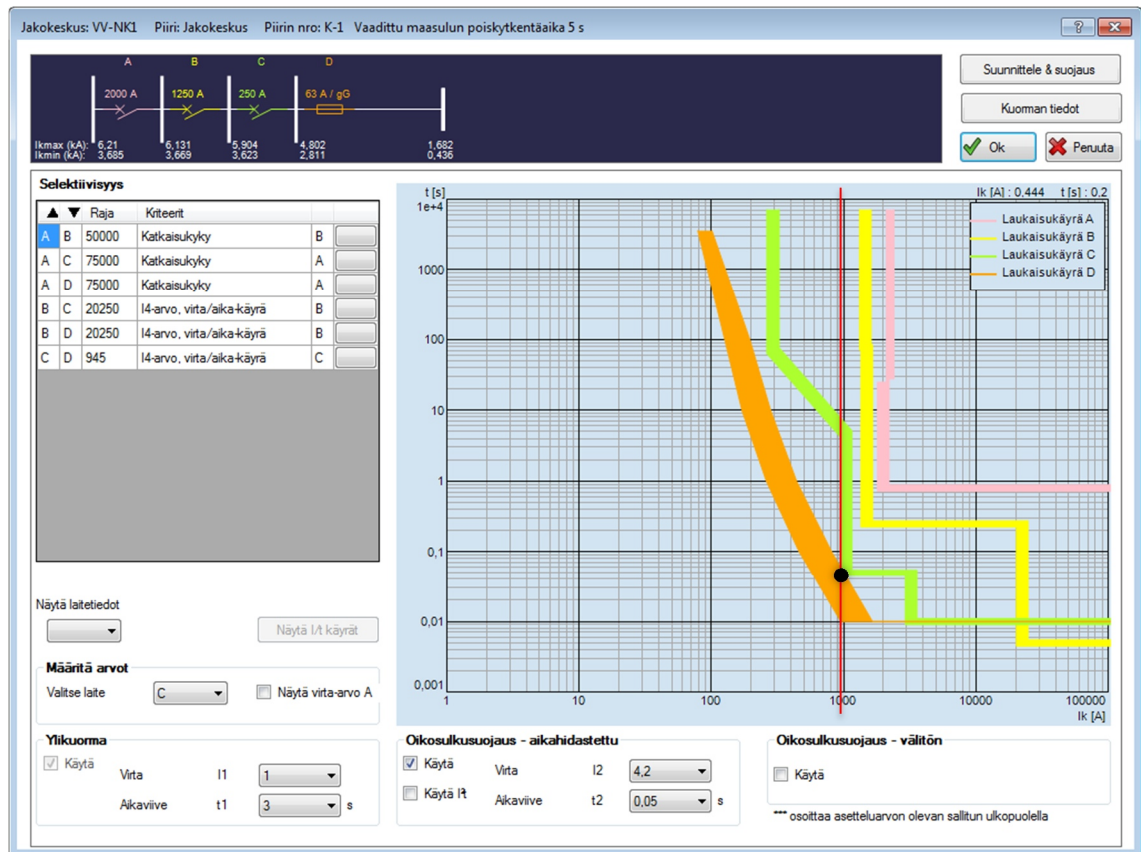 Jakokeskus: VV-NK1 Piiri: Jakokeskus Piirin nro: K-1 Vaadittu maasulun poiskytkentäaika 5 s
?
A B C D
2000 A 1250 A 250 A 63 A / gG
Ikmax (kA): 6,21 6,131 5,904 4,802 1,682
Ikmin (kA): 3,685 3,669 3,623 2,811 0,436
Suunnittele & suojaus
Kuorman tiedot
Ok Peruuta
Selektiivisyys
▲ ▼ Raja Kriteerit
A B 50000 Katkaisukyky B
A C 75000 Katkaisukyky A
A D 75000 Katkaisukyky A
B C 20250 I4-arvo, virta/aika-käyrä B
B D 20250 I4-arvo, virta/aika-käyrä B
C D 945 I4-arvo, virta/aika-käyrä C
t [s]
Ik [A] : 0,444 t [s] : 0.2
1e+4
1000
100
10
1
0,1
0,01
0,001
Laukaisukäyrä A
Laukaisukäyrä B
Laukaisukäyrä C
Laukaisukäyrä D
1 10 100 1000 10000 100000
Ik [A]
Näytä laitetiedot
Näytä I/t käyrät
Määritä arvot
Valitse laite C Näytä virta-arvo A
Ylikuorma
Käytä
Virta I1 1
Aikaviive t1 3 s
Oikosulkusuojaus - aikahidastettu
Käytä Virta I2 4,2
Käytä I²t Aikaviive t2 0,05 s
Oikosulkusuojaus - välitön
Käytä
*** osoittaa asetteluarvon olevan sallitun ulkopuolella